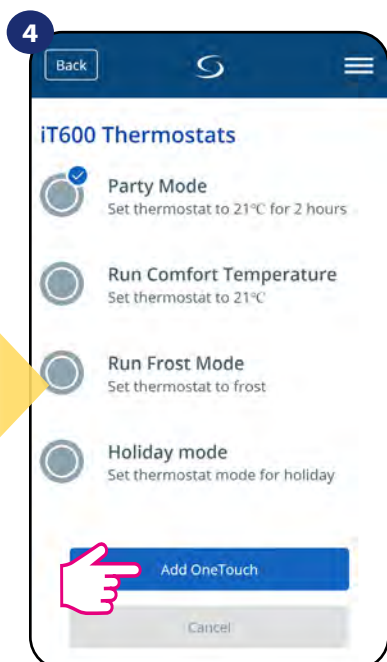 4
Back
iT600 Thermostats
Party Mode
Set thermostat to 21℃ for 2 hours
Run Comfort Temperature
Set thermostat to 21℃
Run Frost Mode
Set thermostat to frost
Holiday mode
Set thermostat mode for holiday
Add OneTouch
Cancel